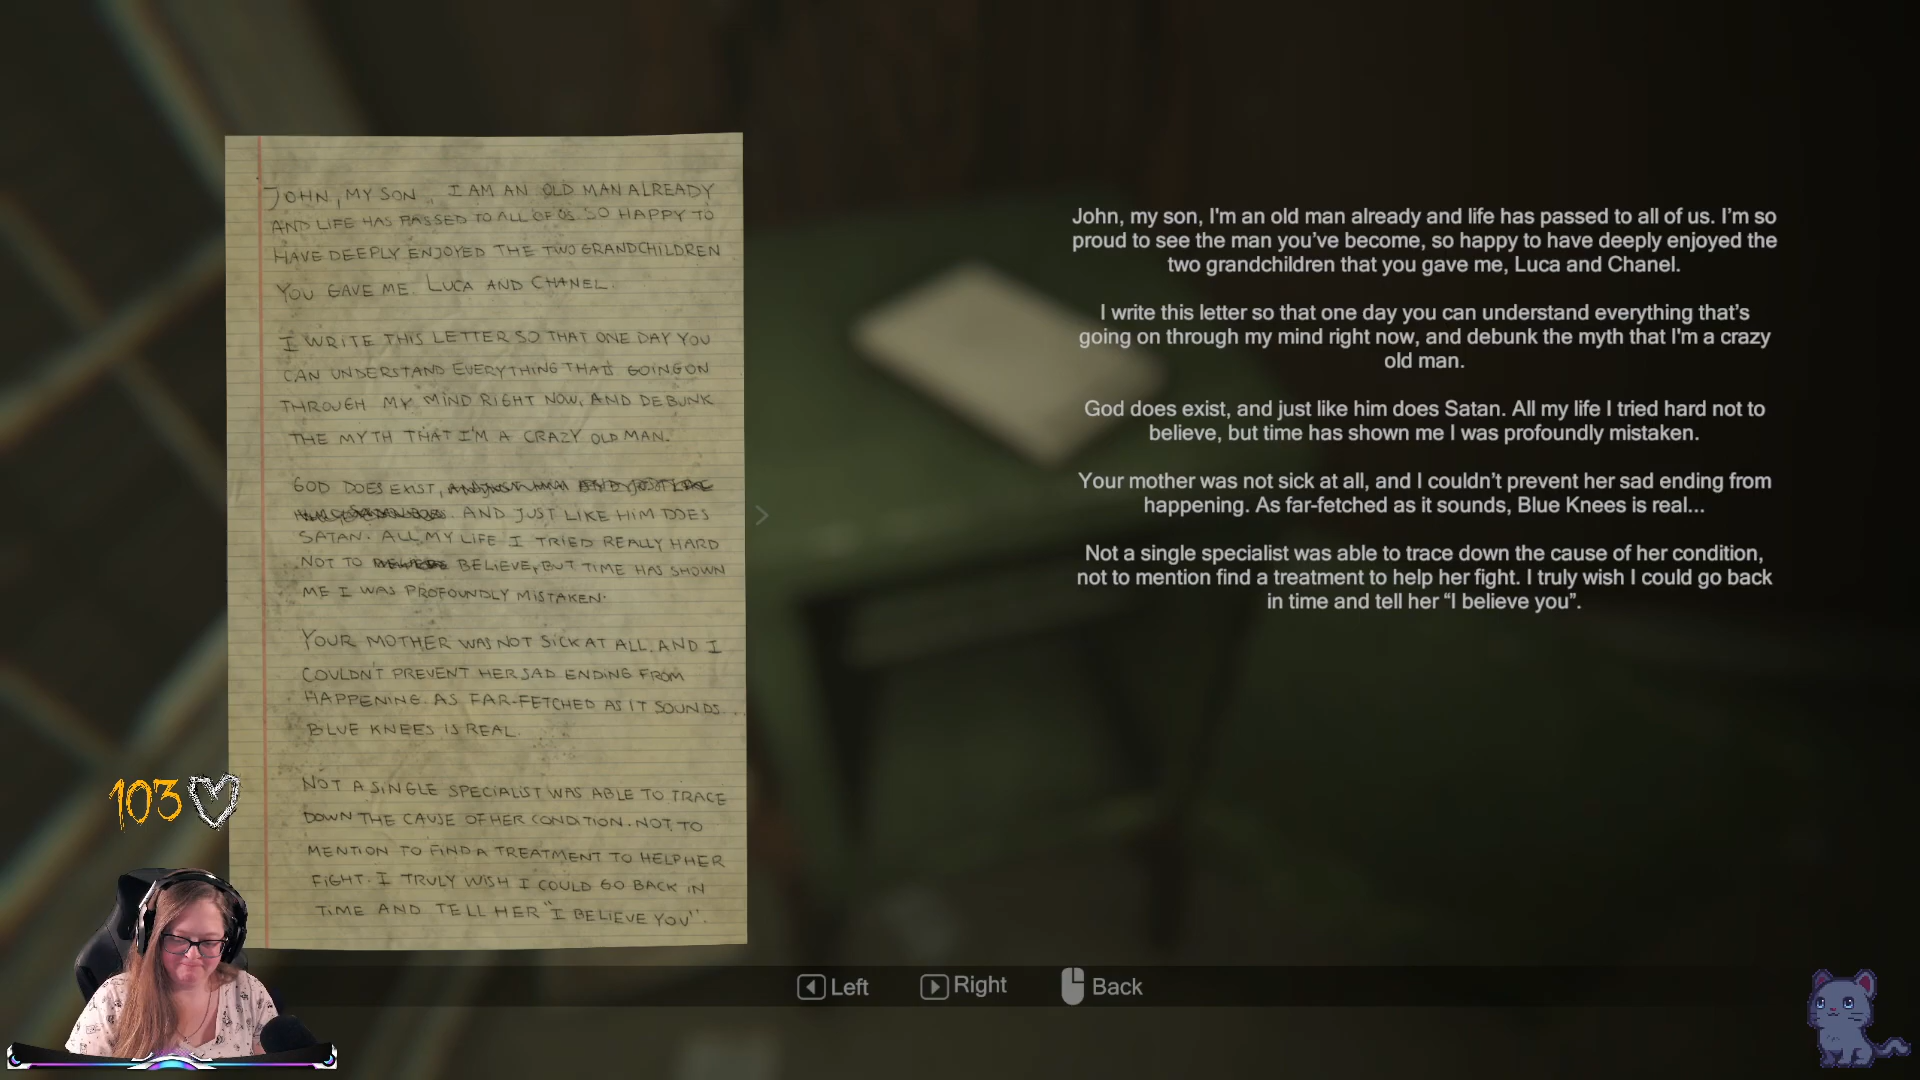 JOHN, MY SON.. I AM AN OLD MAN ALREADY
AND LIFE HAS PASSED TO ALL OF US. SO HAPPY TO
HAVE DEEPLY ENJOYED THE TWO GRANDCHILDREN
YOU GAVE ME. LUCA AND CHANEL.
I WRITE THIS LETTER SO THAT ONE DAY YOU
CAN UNDERSTAND EVERYTHING THAT'S GOING ON
THROUGH MY MIND RIGHT NOW, AND DEBUNK
THE MYTH THAT I'M A CRAZY OLD MAN.
GOD DOES EXIST,
. AND JUST LIKE HIM DOES
SATAN. ALL MY LIFE I TRIED REALLY HARD
NOT TO BELIEVE, BUT TIME HAS SHOWN
ME I WAS PROFOUNDLY MISTAKEN.
YOUR MOTHER WAS NOT SICK AT ALL. AND I
COULDN'T PREVENT HER SAD ENDING FROM
HAPPENING. AS FAR-FETCHED AS IT SOUNDS...
BLUE KNEES IS REAL.
NOT A SINGLE SPECIALIST WAS ABLE TO TRACE
DOWN THE CAUSE OF HER CONDITION. NOT TO
MENTION TO FIND A TREATMENT TO HELP HER
FIGHT. I TRULY WISH I COULD GO BACK IN
TIME AND TELL HER "I BELIEVE YOU".
John, my son, I'm an old man already and life has passed to all of us. I'm so
proud to see the man you've become, so happy to have deeply enjoyed the
two grandchildren that you gave me, Luca and Chanel.
I write this letter so that one day you can understand everything that's
going on through my mind right now, and debunk the myth that I'm a crazy
old man.
God does exist, and just like him does Satan. All my life I tried hard not to
believe, but time has shown me I was profoundly mistaken.
Your mother was not sick at all, and I couldn't prevent her sad ending from
happening. As far-fetched as it sounds, Blue Knees is real...
Not a single specialist was able to trace down the cause of her condition,
not to mention find a treatment to help her fight. I truly wish I could go back
in time and tell her “I believe you”.
103
Left Right Back